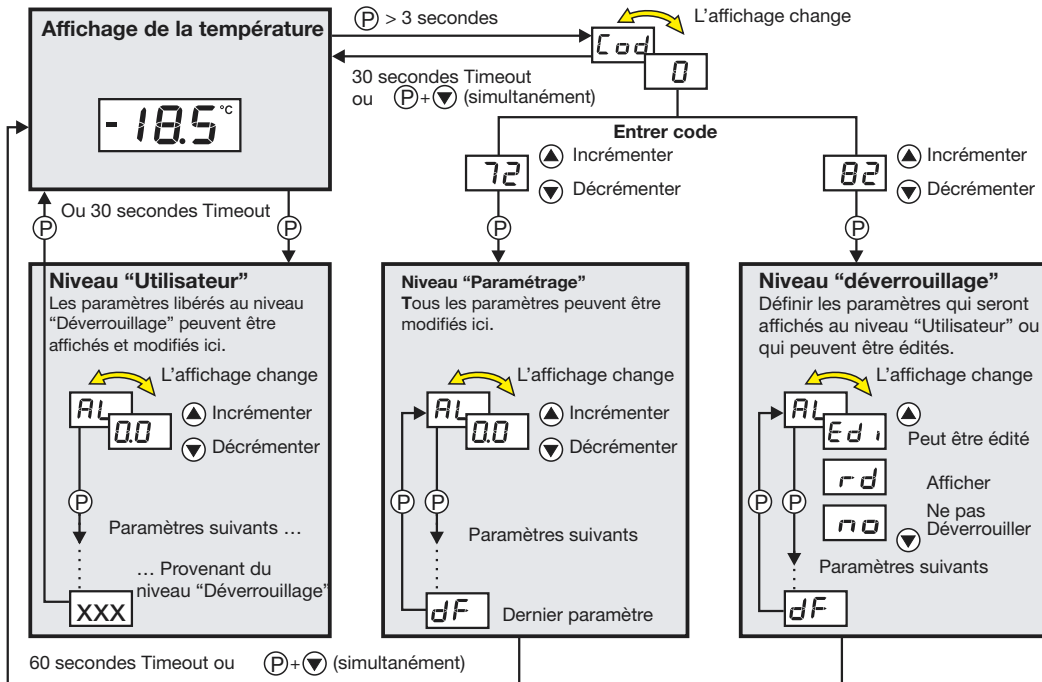 Affichage de la température
-18.5°C
P > 3 secondes
30 secondes Timeout
ou P+▼ (simultanément)
L'affichage change
Cod
0
Entrer code
72
▲ Incrémenter
▼ Décrémenter
82
▲ Incrémenter
▼ Décrémenter
Ou 30 secondes Timeout
P
P
P
P
Niveau “Utilisateur”
Les paramètres libérés au niveau
“Déverrouillage” peuvent être
affichés et modifiés ici.
L'affichage change
AL
0.0
▲ Incrémenter
▼ Décrémenter
P
Paramètres suivants ...
... Provenant du
niveau “Déverrouillage”
XXX
Niveau “Paramétrage”
Tous les paramètres peuvent être
modifiés ici.
L'affichage change
AL
0.0
▲ Incrémenter
▼ Décrémenter
P P
Paramètres suivants
dF
Dernier paramètre
Niveau “déverrouillage”
Définir les paramètres qui seront
affichés au niveau “Utilisateur” ou
qui peuvent être édités.
L'affichage change
AL
Edi
▲
Peut être édité
rd
Afficher
no
Ne pas
Déverrouiller
▼
P P
Paramètres suivants
dF
60 secondes Timeout ou P+▼ (simultanément)